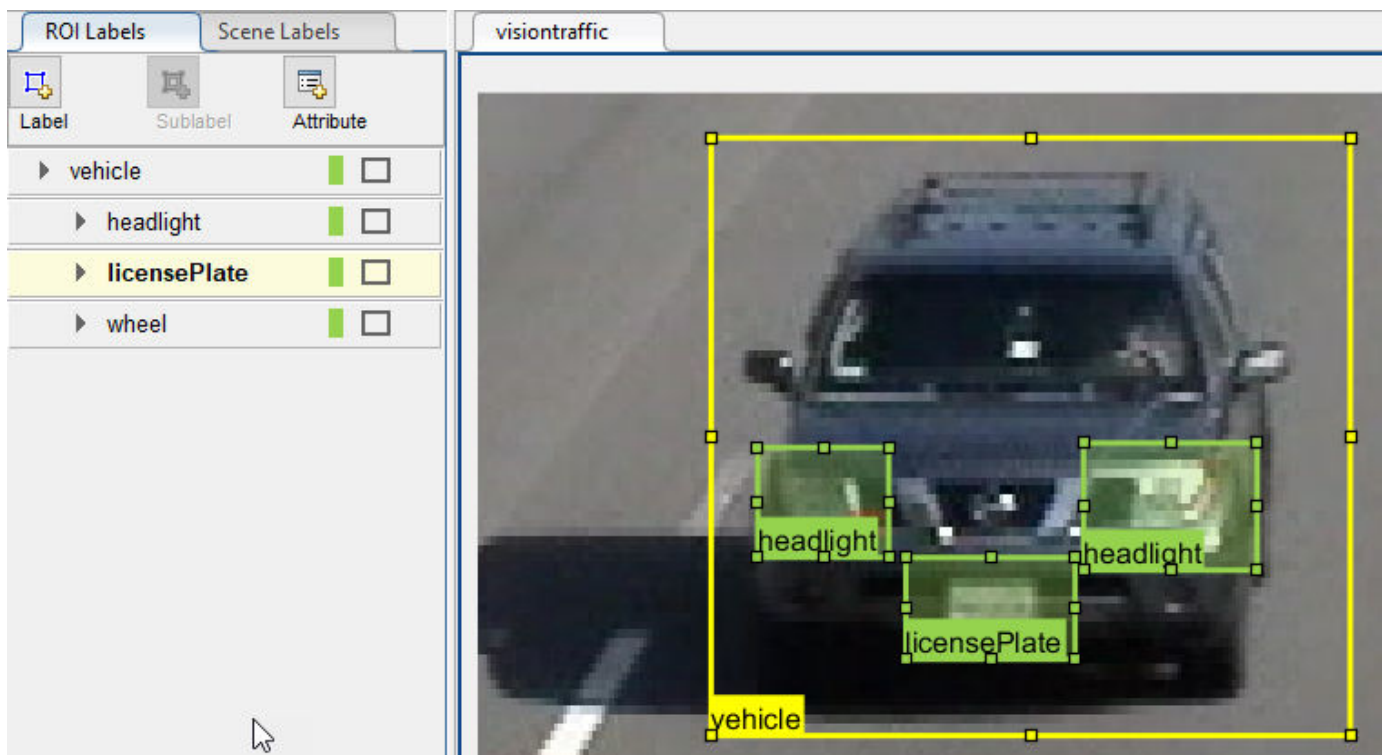 ROI Labels
Scene Labels
visiontraffic
Label
Sublabel
Attribute
vehicle
headlight
licensePlate
wheel
headlight
headlight
licensePlate
vehicle